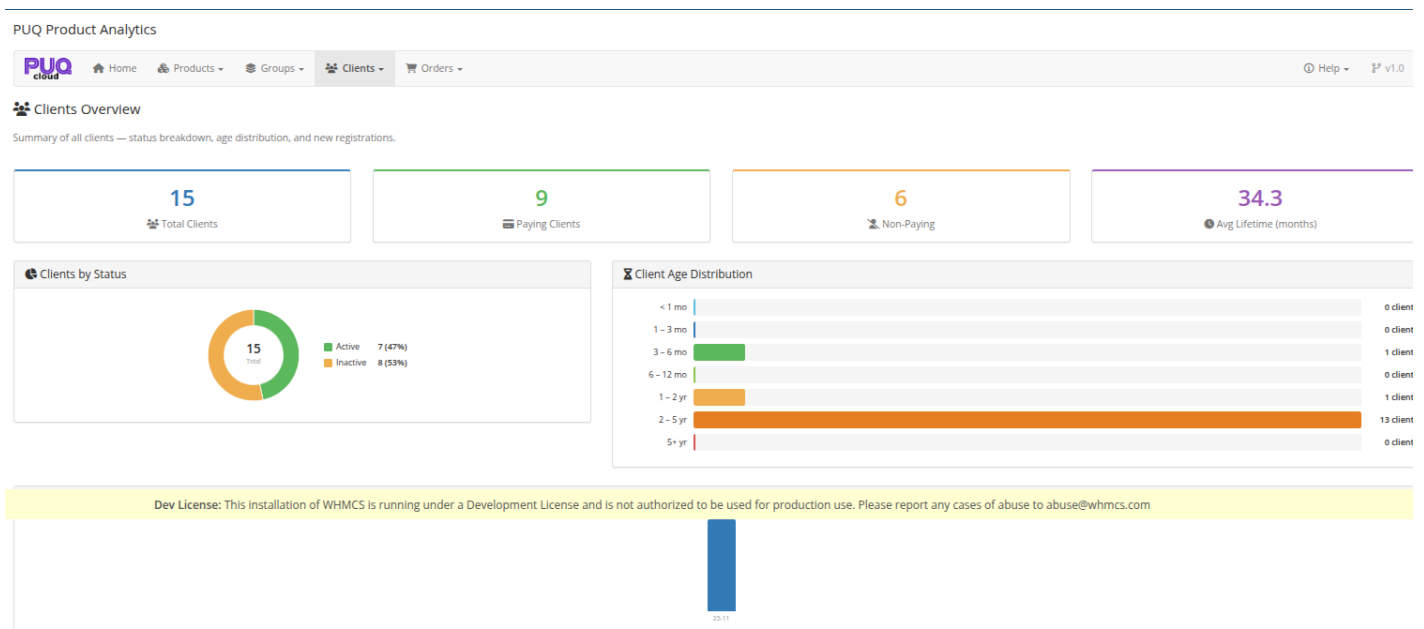 PUQ Product Analytics
PUQ cloud Home Products Groups Clients Orders Help v1.0
Clients Overview
Summary of all clients — status breakdown, age distribution, and new registrations.
15 9 6 34.3
Total Clients Paying Clients Non-Paying Avg Lifetime (months)
Clients by Status
15
Total
Active 7 (47%)
Inactive 8 (53%)
Client Age Distribution
< 1 mo 0 client
1 – 3 mo 0 client
3 – 6 mo 1 client
6 – 12 mo 0 client
1 – 2 yr 1 client
2 – 5 yr 13 client
5+ yr 0 client
Dev License: This installation of WHMCS is running under a Development License and is not authorized to be used for production use. Please report any cases of abuse to abuse@whmcs.com
25-11